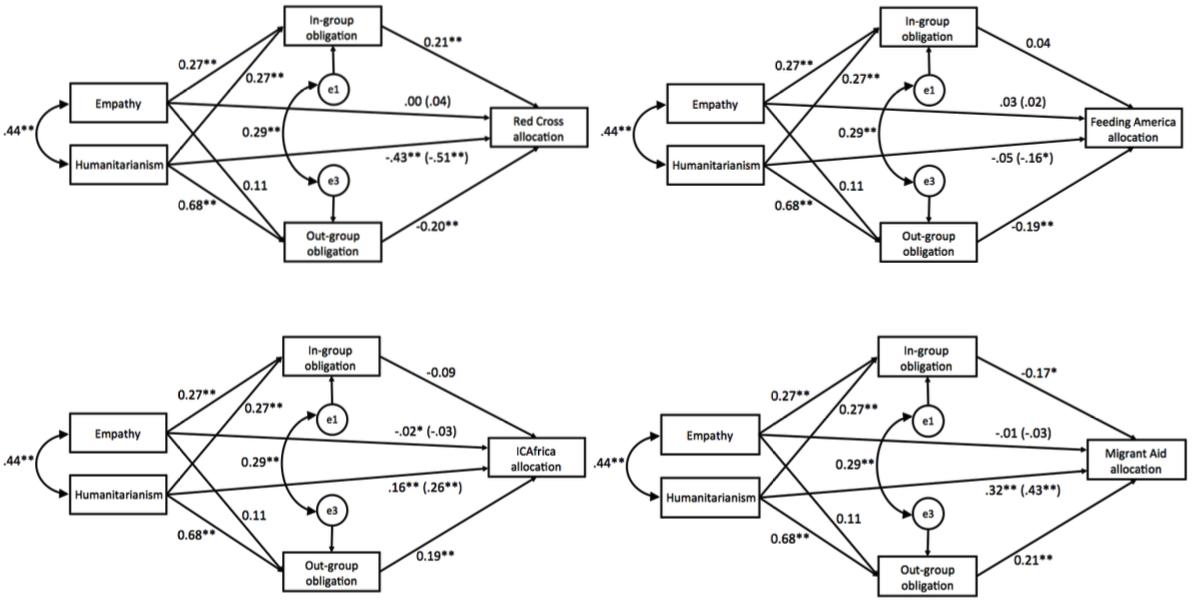 In-group
obligation
0.21**
0.27**
0.27**
e1
Empathy
.00 (.04)
Red Cross
allocation
.44**
0.29**
Humanitarianism
-.43** (-.51**)
e3
0.11
0.68**
-0.20**
Out-group
obligation
In-group
obligation
0.04
0.27**
0.27**
e1
Empathy
.03 (.02)
Feeding America
allocation
.44**
0.29**
Humanitarianism
-.05 (-.16*)
e3
0.11
0.68**
-0.19**
Out-group
obligation
In-group
obligation
-0.09
0.27**
0.27**
e1
Empathy
-.02* (-.03)
ICAfrica
allocation
.44**
0.29**
Humanitarianism
.16** (.26**)
e3
0.11
0.68**
0.19**
Out-group
obligation
In-group
obligation
-0.17*
0.27**
0.27**
e1
Empathy
-.01 (-.03)
Migrant Aid
allocation
.44**
0.29**
Humanitarianism
.32** (.43**)
e3
0.11
0.68**
0.21**
Out-group
obligation